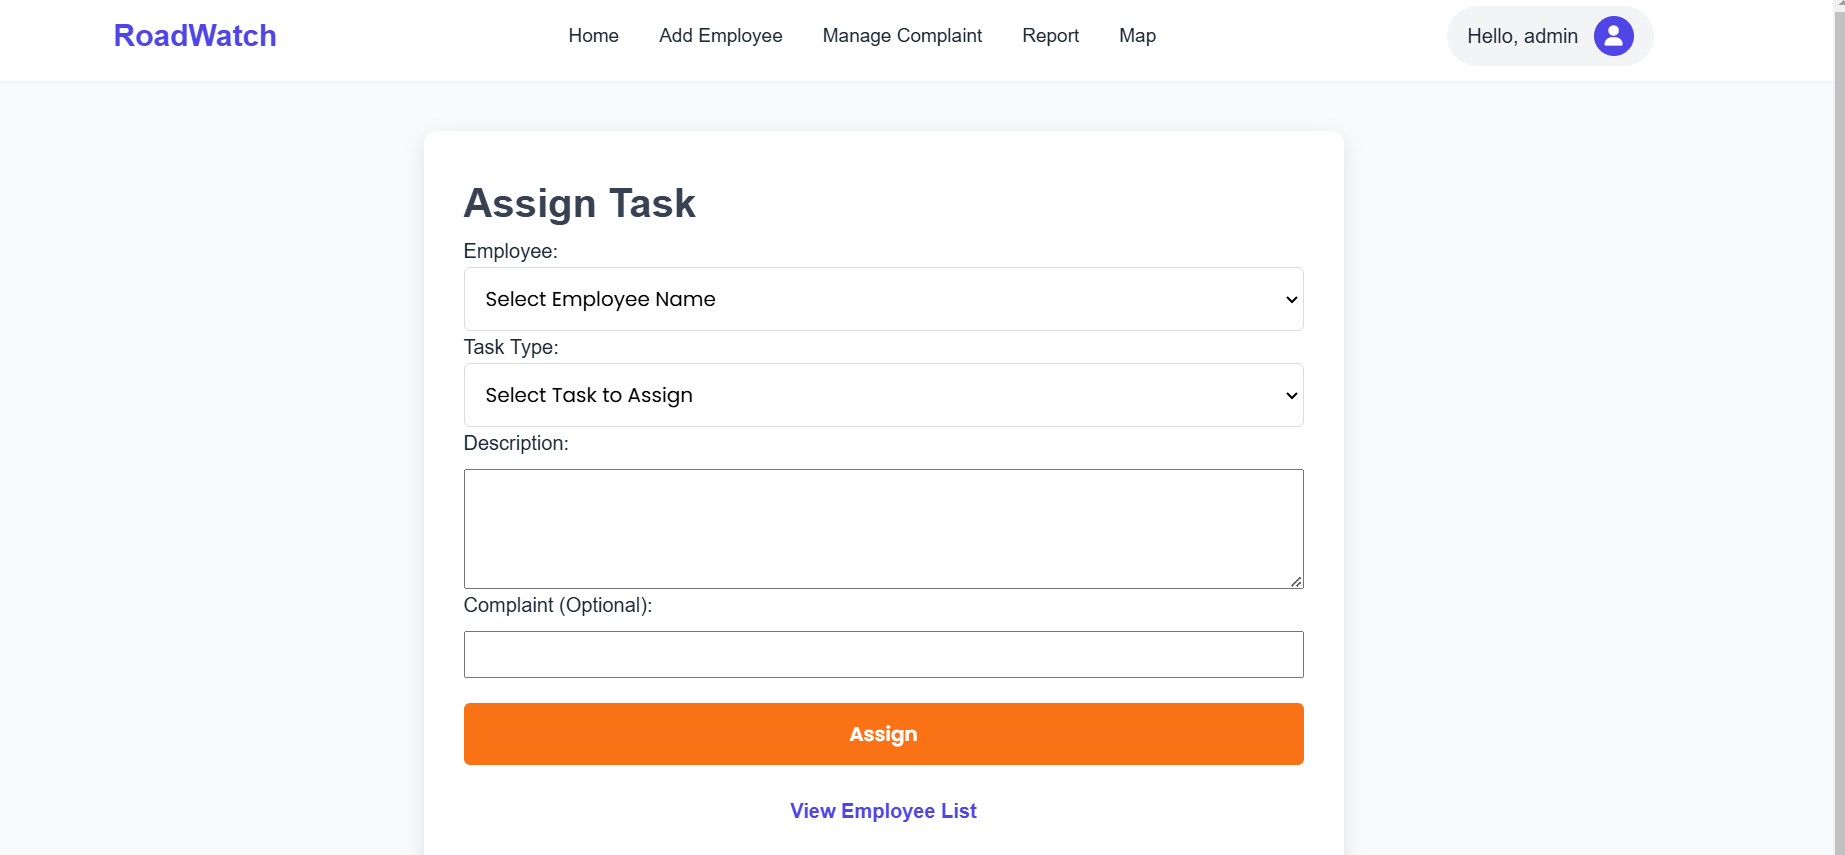 RoadWatch
Home Add Employee Manage Complaint Report Map
Hello, admin
Assign Task
Employee:
Select Employee Name
Task Type:
Select Task to Assign
Description:
Complaint (Optional):
Assign
View Employee List